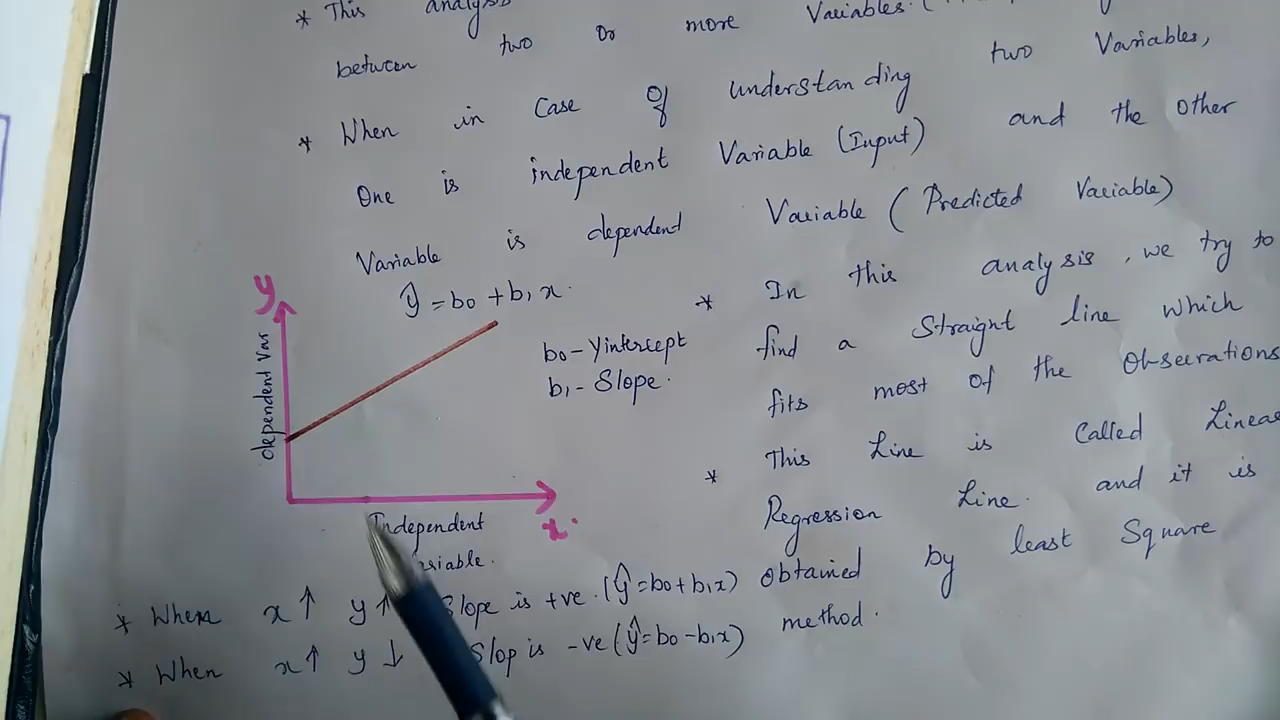 * This analysis
between two or more Variables.
* When in Case of understanding two Variables,
One is independent Variable (Input) and the other
Variable is dependent Variable (Predicted Variable)
ŷ = b0 + b1 x.
b0 - Yintercept
b1 - Slope.
y
dependent Var
Independent
x.
* In this analysis, we try to
find a Straight line which
fits most of the Observations
* This Line is Called Linear
Regression Line. and it is
Obtained by least Square
method.
* When x ↑ y ↑ Slope is +ve. (ŷ = b0 + b1x)
* When x ↑ y ↓ Slop is -ve (ŷ = b0 - b1x)